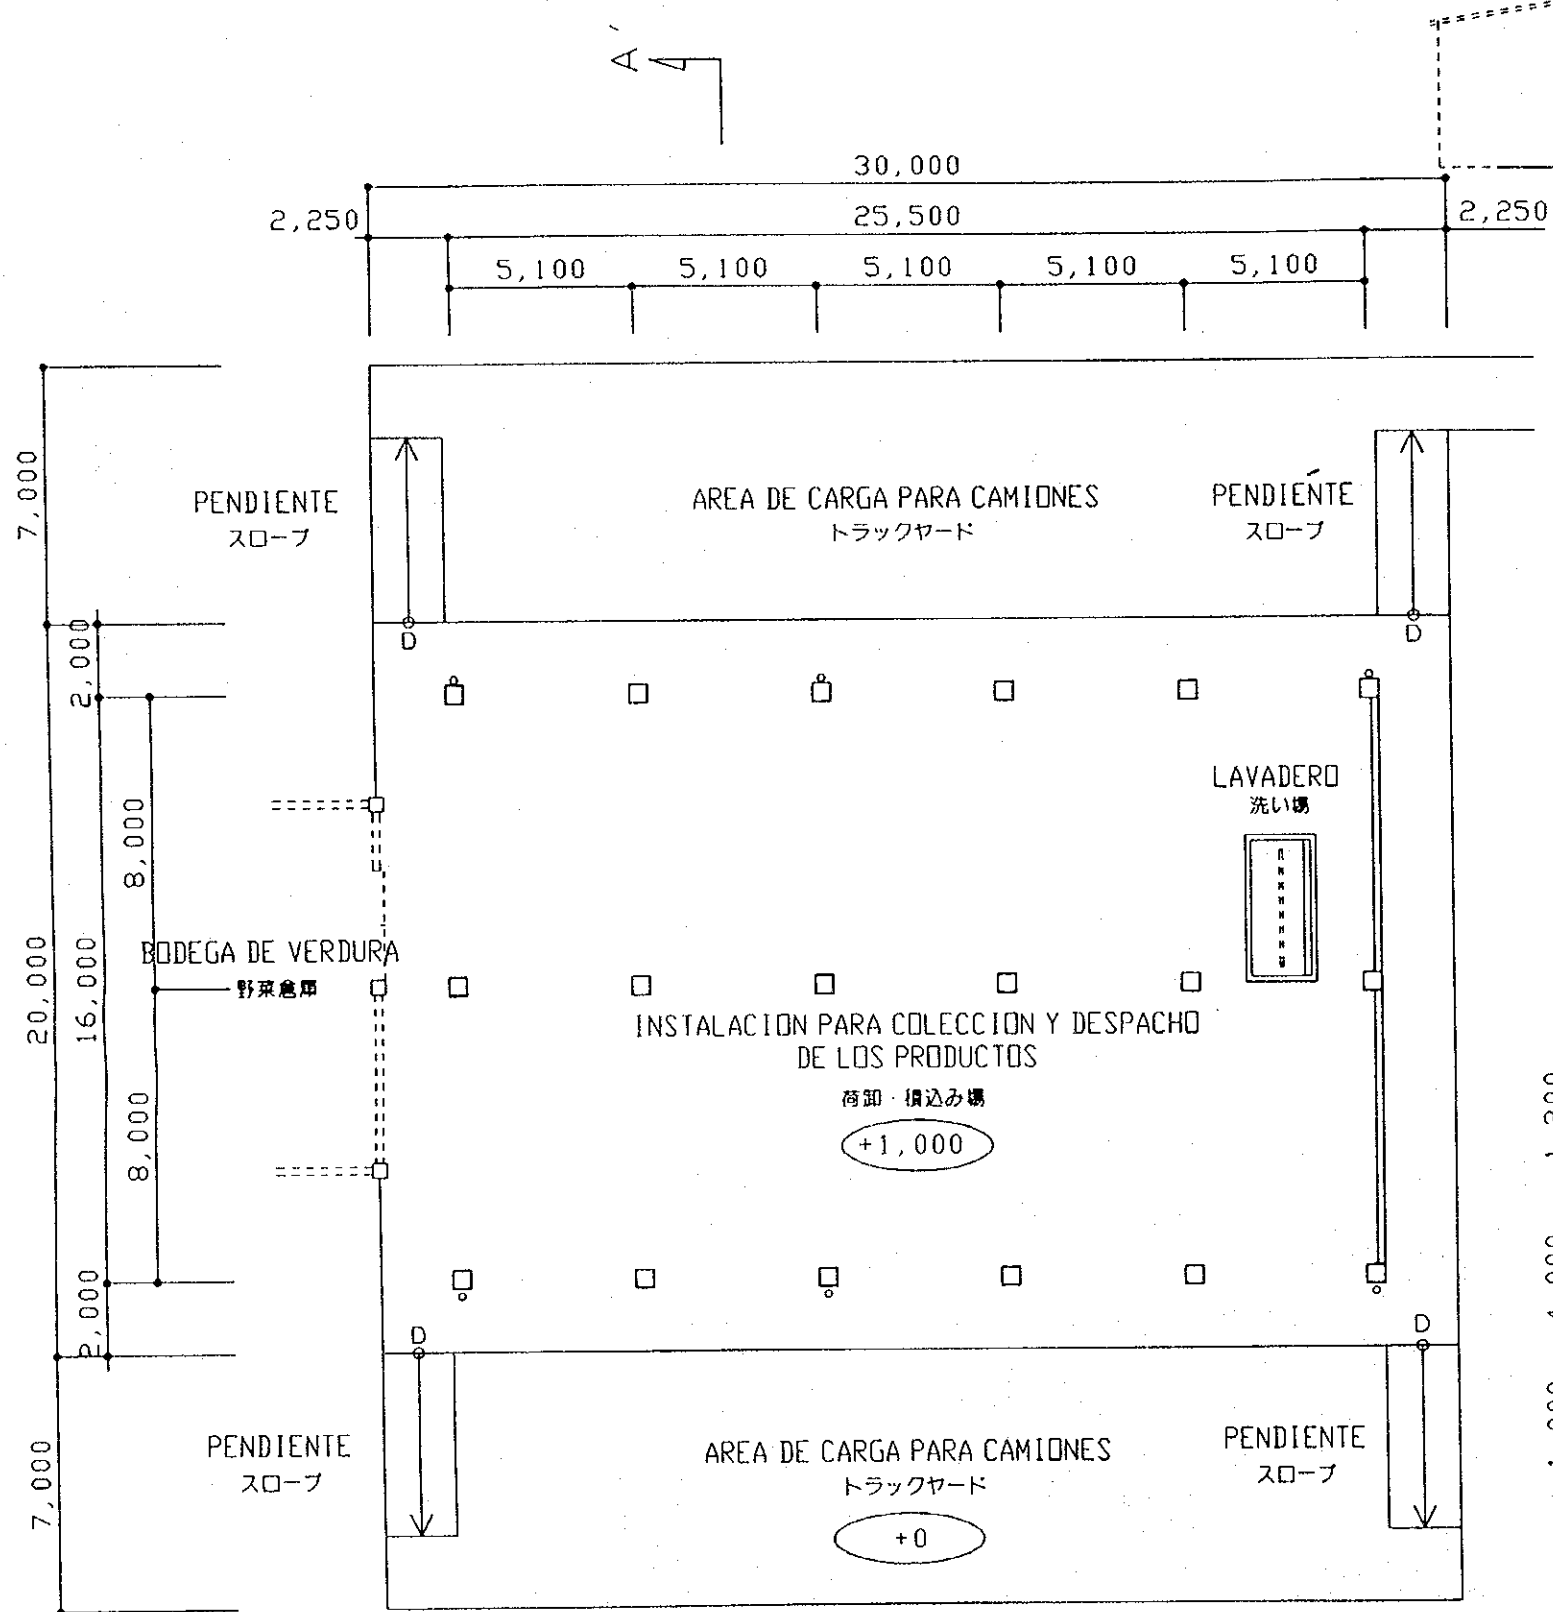 A'
30,000
2,250
25,500
2,250
5,100
5,100
5,100
5,100
5,100
7,000
PENDIENTE
スロープ
AREA DE CARGA PARA CAMIONES
トラックヤード
PENDIENTE
スロープ
2,000
D
D
LAVADERO
洗い場
8,000
20,000
16,000
BODEGA DE VERDURA
野菜倉庫
INSTALACION PARA COLECCION Y DESPACHO
DE LOS PRODUCTOS
荷卸・積込み場
+1,000
8,000
2,000
D
D
7,000
PENDIENTE
スロープ
AREA DE CARGA PARA CAMIONES
トラックヤード
PENDIENTE
スロープ
+0